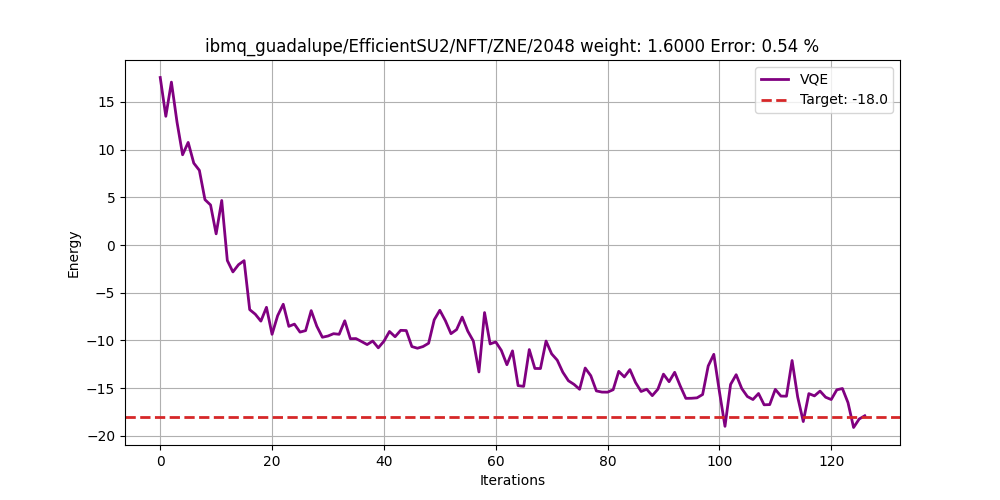 ibmq_guadalupe/EfficientSU2/NFT/ZNE/2048 weight: 1.6000 Error: 0.54 %
VQE
Target: -18.0
Energy
15
10
5
0
−5
−10
−15
−20
0 20 40 60 80 100 120
Iterations